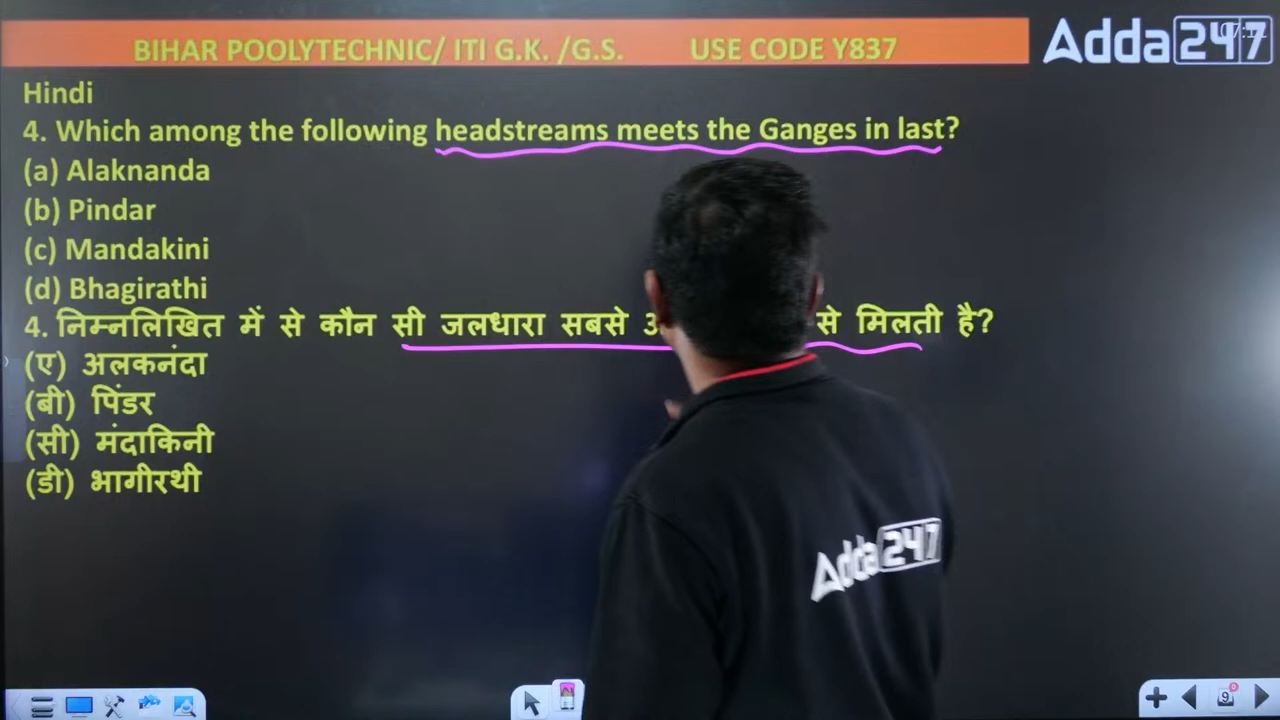 BIHAR POOLYTECHNIC/ ITI G.K. /G.S. USE CODE Y837
Adda247
Hindi
4. Which among the following headstreams meets the Ganges in last?
(a) Alaknanda
(b) Pindar
(c) Mandakini
(d) Bhagirathi
4. निम्नलिखित में से कौन सी जलधारा सबसे से मिलती है?
(ए) अलकनंदा
(बी) पिंडर
(सी) मंदाकिनी
(डी) भागीरथी
Adda247
9